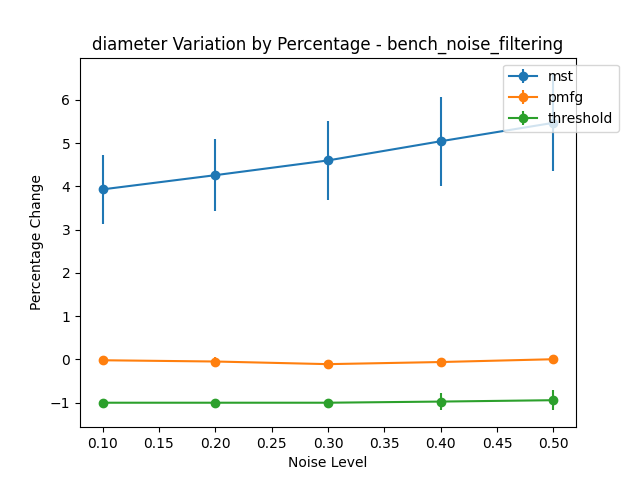 diameter Variation by Percentage - bench_noise_filtering
mst
pmfg
threshold
Percentage Change
6
5
4
3
2
1
0
−1
0.10 0.15 0.20 0.25 0.30 0.35 0.40 0.45 0.50
Noise Level